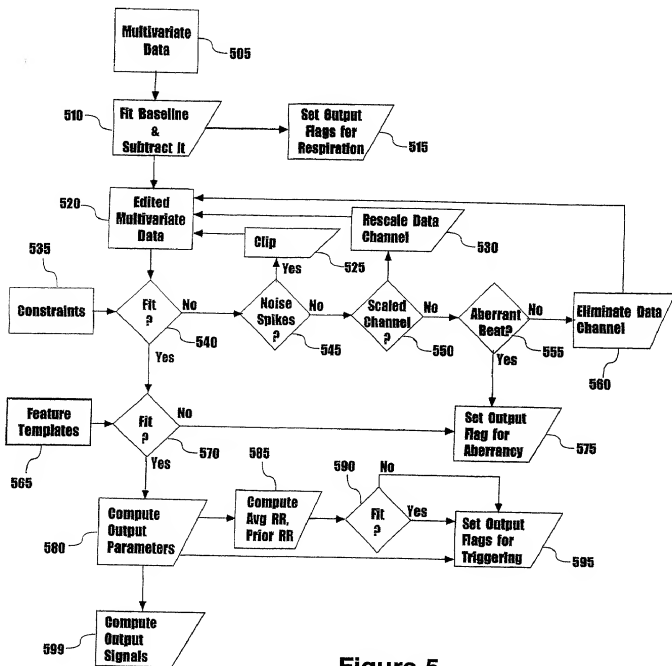 Multivariate
Data
505
510
Fit Baseline
&
Subtract it
Set Output
Flags for
Respiration
515
520
Edited
Multivariate
Data
Rescale Data
Channel
530
Clip
525
535
Yes
Constraints
Fit
?
540
No
Noise
Spikes
?
545
No
Scaled
Channel
?
550
No
Aberrant
Beat?
555
No
Eliminate Data
Channel
560
Yes
Yes
Feature
Templates
565
Fit
?
570
No
Set Output
Flag for
Aberrancy
575
Yes
580
Compute
Output
Parameters
585
Compute
Avg RR,
Prior RR
590
Fit
?
No
Yes
Set Output
Flags for
Triggering
595
599
Compute
Output
Signals
Figure 5